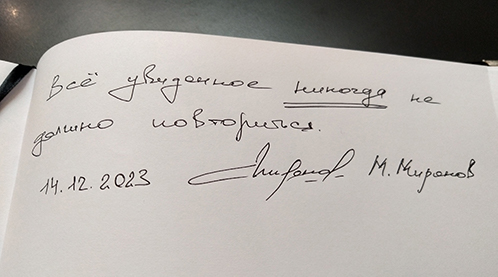 Всё увиденное никогда не
должно повториться.
14.12.2023 М. Миронов